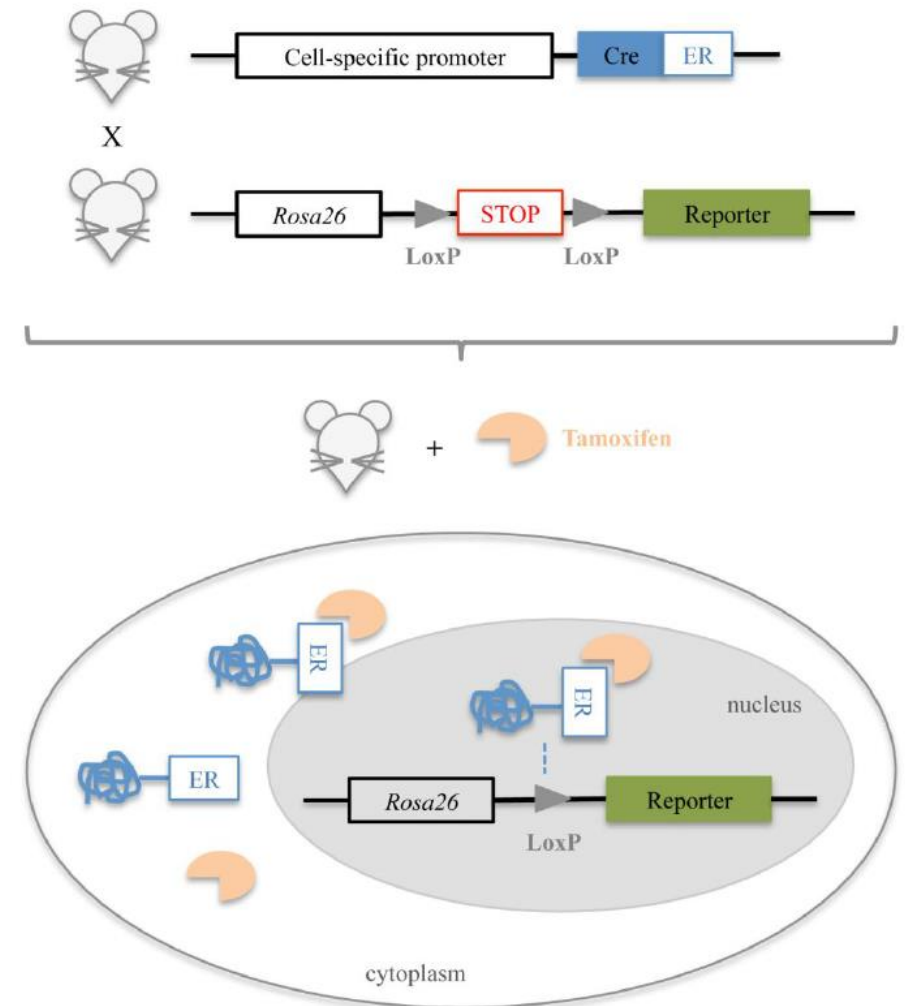 Cell-specific promoter Cre ER
X
Rosa26 STOP Reporter
LoxP LoxP
+ Tamoxifen
ER
ER
nucleus
ER
Rosa26 Reporter
LoxP
cytoplasm